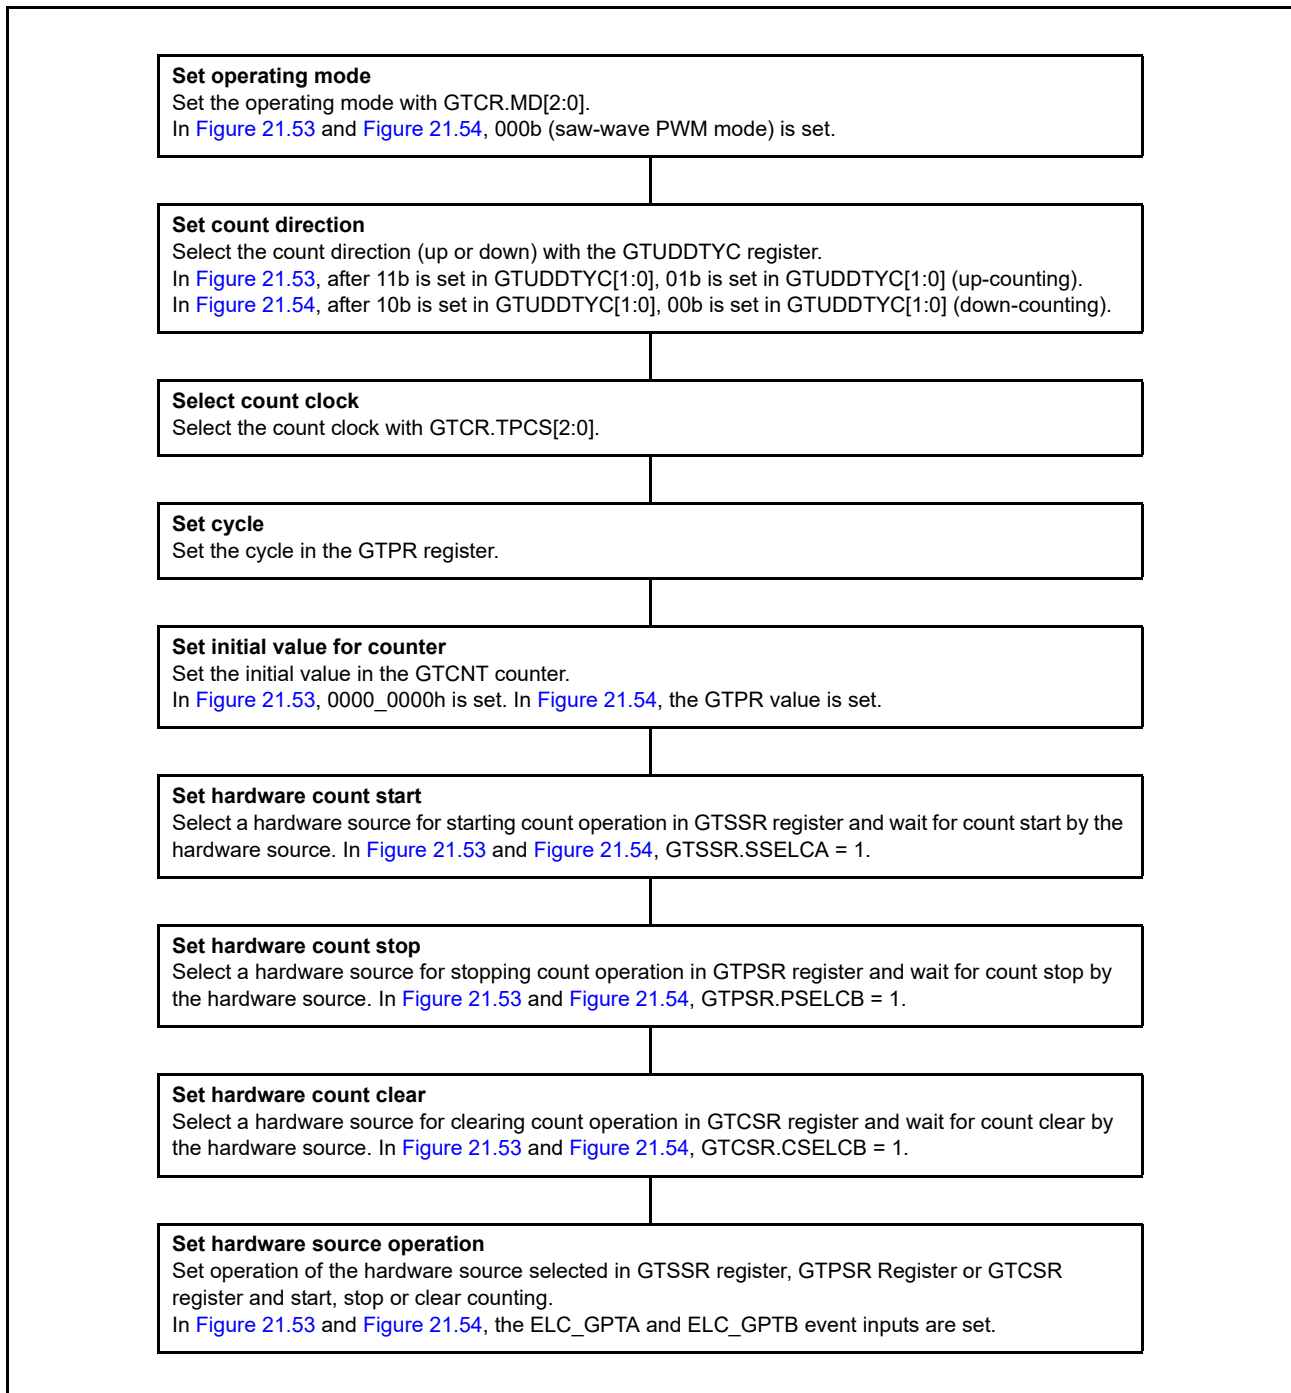 Set operating mode
Set the operating mode with GTCR.MD[2:0].
In Figure 21.53 and Figure 21.54, 000b (saw-wave PWM mode) is set.
Set count direction
Select the count direction (up or down) with the GTUDDTYC register.
In Figure 21.53, after 11b is set in GTUDDTYC[1:0], 01b is set in GTUDDTYC[1:0] (up-counting).
In Figure 21.54, after 10b is set in GTUDDTYC[1:0], 00b is set in GTUDDTYC[1:0] (down-counting).
Select count clock
Select the count clock with GTCR.TPCS[2:0].
Set cycle
Set the cycle in the GTPR register.
Set initial value for counter
Set the initial value in the GTCNT counter.
In Figure 21.53, 0000_0000h is set. In Figure 21.54, the GTPR value is set.
Set hardware count start
Select a hardware source for starting count operation in GTSSR register and wait for count start by the
hardware source. In Figure 21.53 and Figure 21.54, GTSSR.SSELCA = 1.
Set hardware count stop
Select a hardware source for stopping count operation in GTPSR register and wait for count stop by
the hardware source. In Figure 21.53 and Figure 21.54, GTPSR.PSELCB = 1.
Set hardware count clear
Select a hardware source for clearing count operation in GTCSR register and wait for count clear by
the hardware source. In Figure 21.53 and Figure 21.54, GTCSR.CSELCB = 1.
Set hardware source operation
Set operation of the hardware source selected in GTSSR register, GTPSR Register or GTCSR
register and start, stop or clear counting.
In Figure 21.53 and Figure 21.54, the ELC_GPTA and ELC_GPTB event inputs are set.